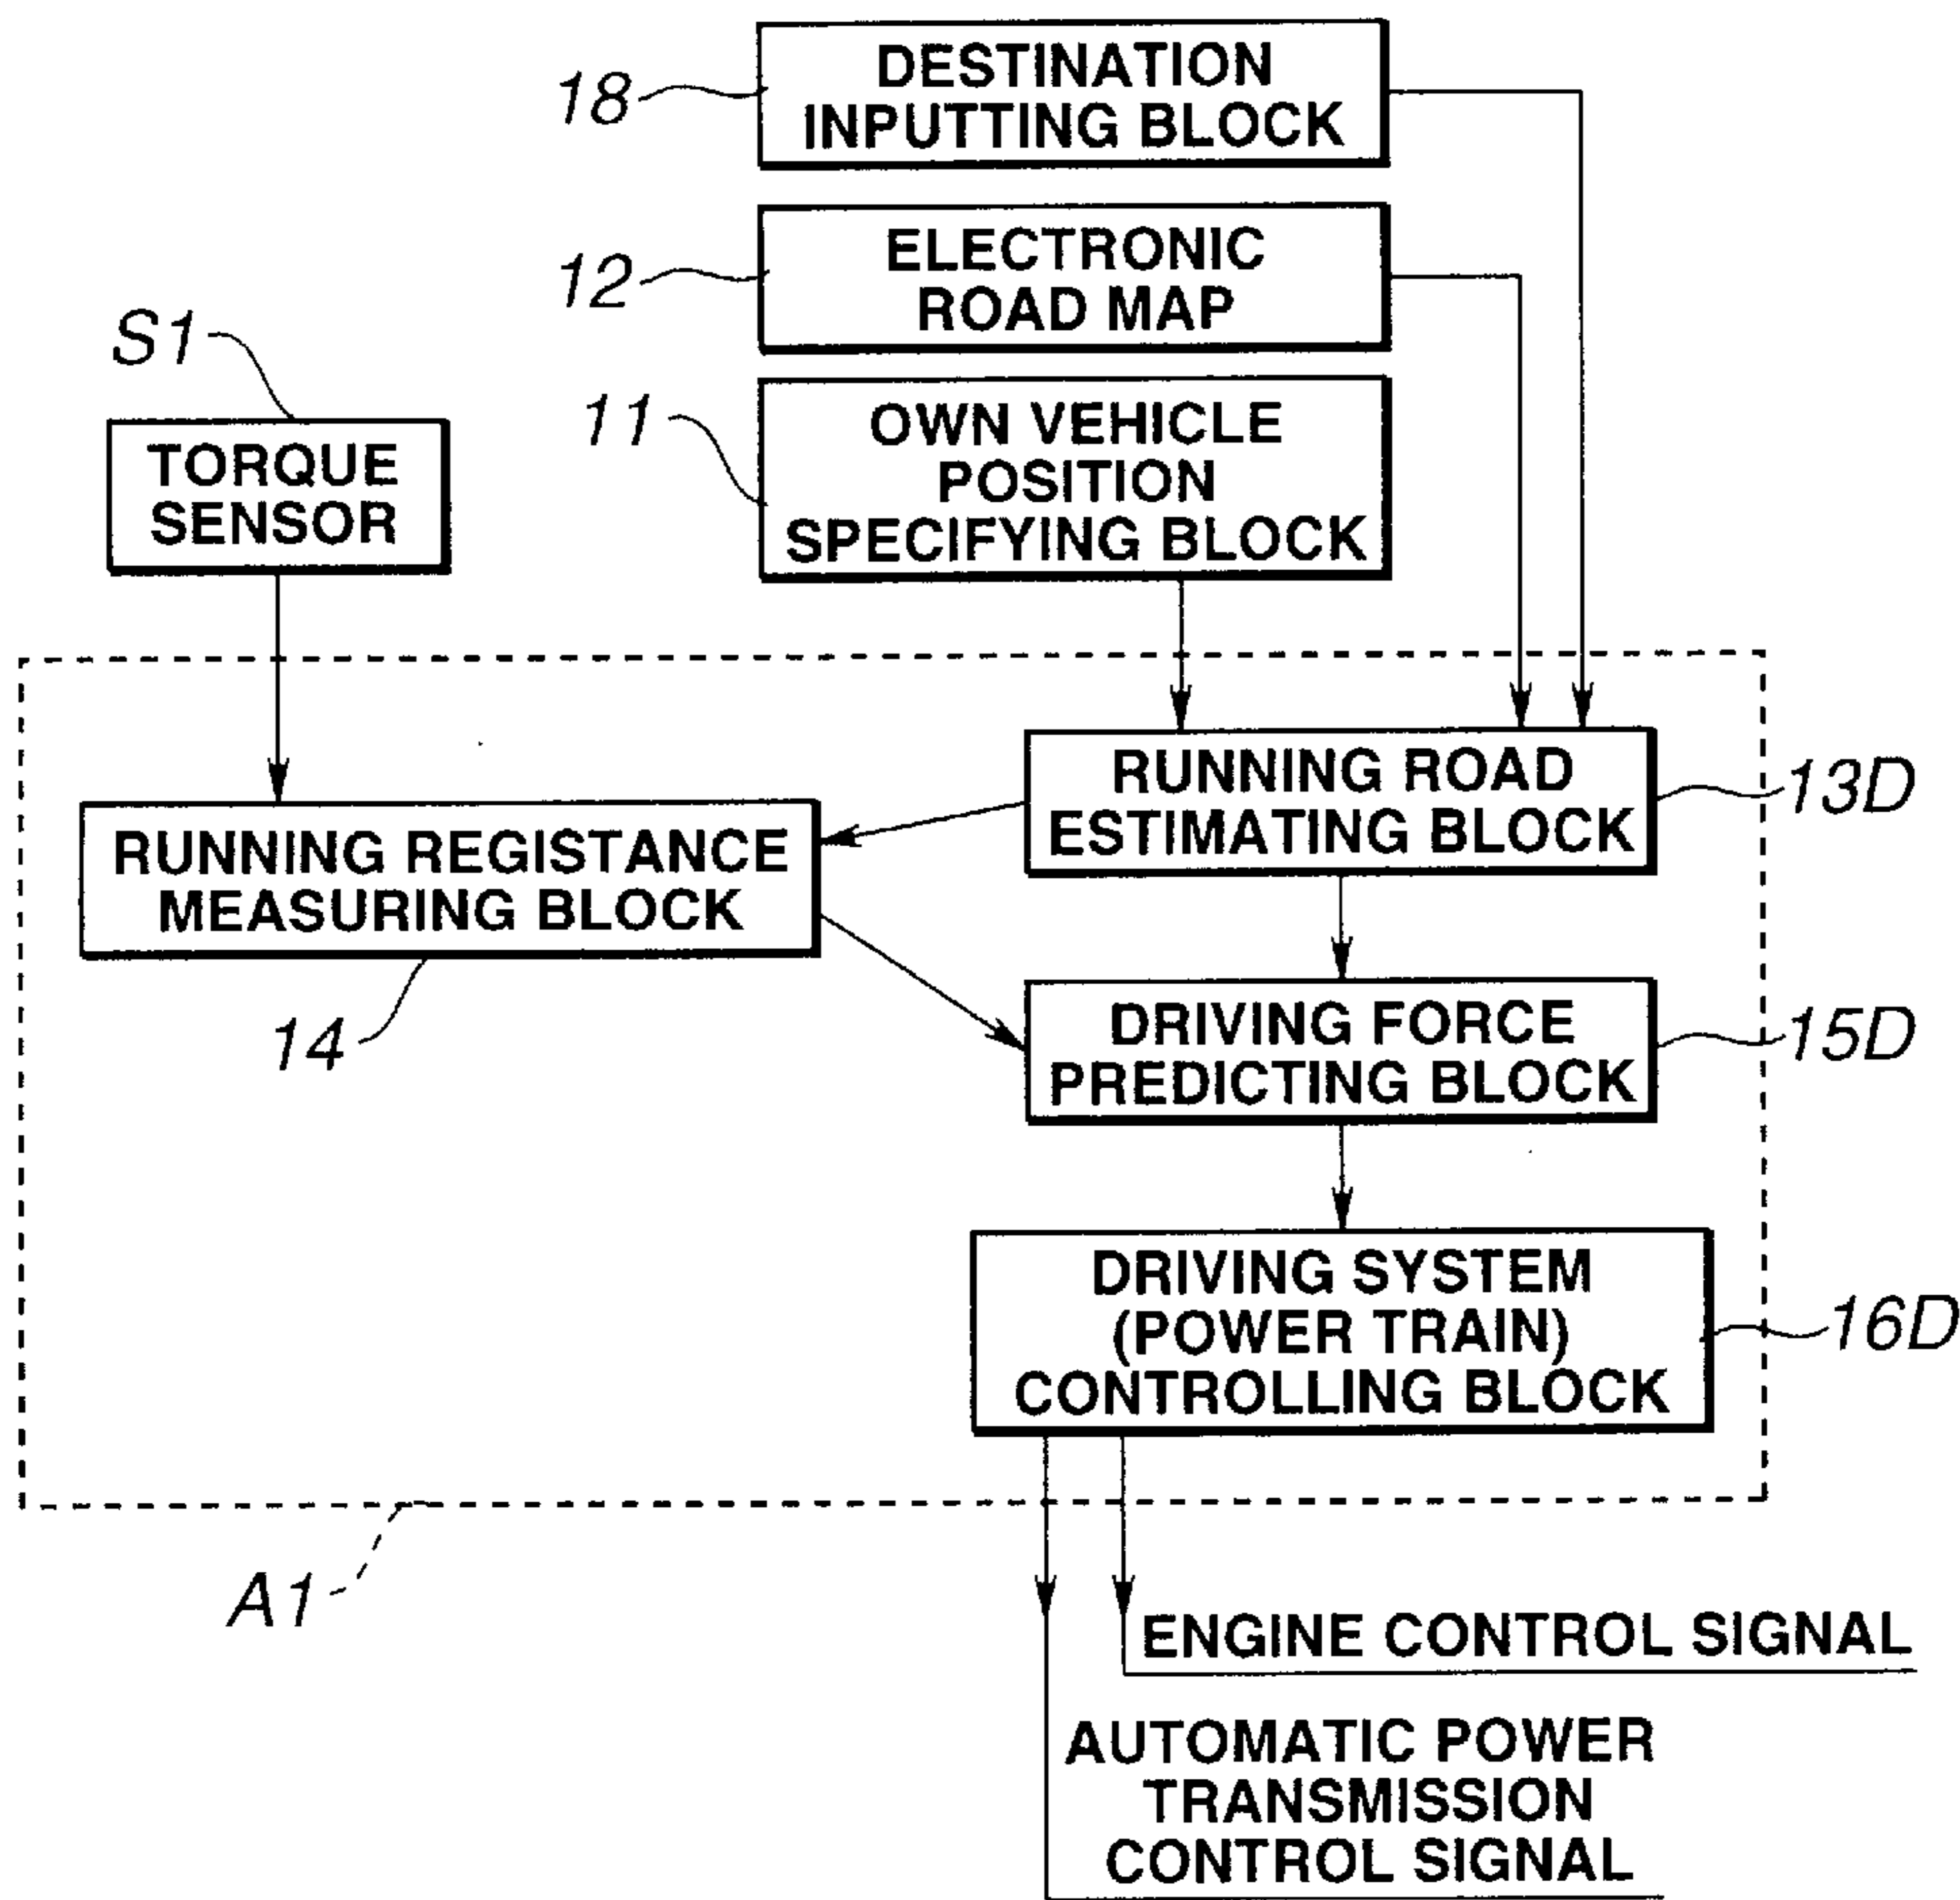 18
DESTINATION
INPUTTING BLOCK
12
ELECTRONIC
ROAD MAP
S1
11
OWN VEHICLE
POSITION
SPECIFYING BLOCK
TORQUE
SENSOR
RUNNING ROAD
ESTIMATING BLOCK
13D
RUNNING REGISTANCE
MEASURING BLOCK
14
DRIVING FORCE
PREDICTING BLOCK
15D
DRIVING SYSTEM
(POWER TRAIN)
CONTROLLING BLOCK
16D
A1
ENGINE CONTROL SIGNAL
AUTOMATIC POWER
TRANSMISSION
CONTROL SIGNAL